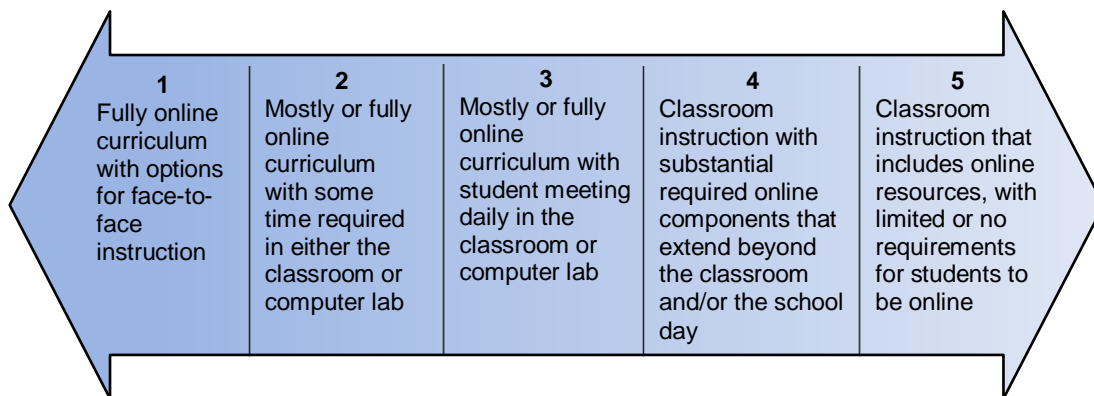 1
Fully online
curriculum
with options
for face-to-
face
instruction
2
Mostly or fully
online
curriculum
with some
time required
in either the
classroom or
computer lab
3
Mostly or fully
online
curriculum with
student meeting
daily in the
classroom or
computer lab
4
Classroom
instruction with
substantial
required online
components that
extend beyond
the classroom
and/or the school
day
5
Classroom
instruction that
includes online
resources, with
limited or no
requirements
for students to
be online